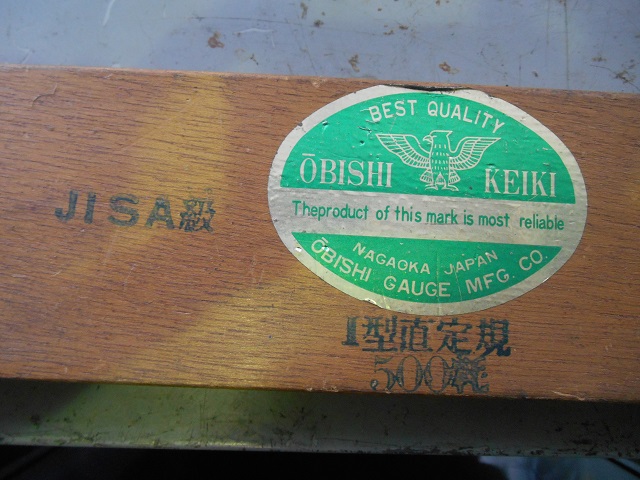 BEST QUALITY
ŌBISHI KEIKI
Theproduct of this mark is most reliable
NAGAOKA JAPAN
ŌBISHI GAUGE MFG. CO.
JISA級
I型直定規
500粍